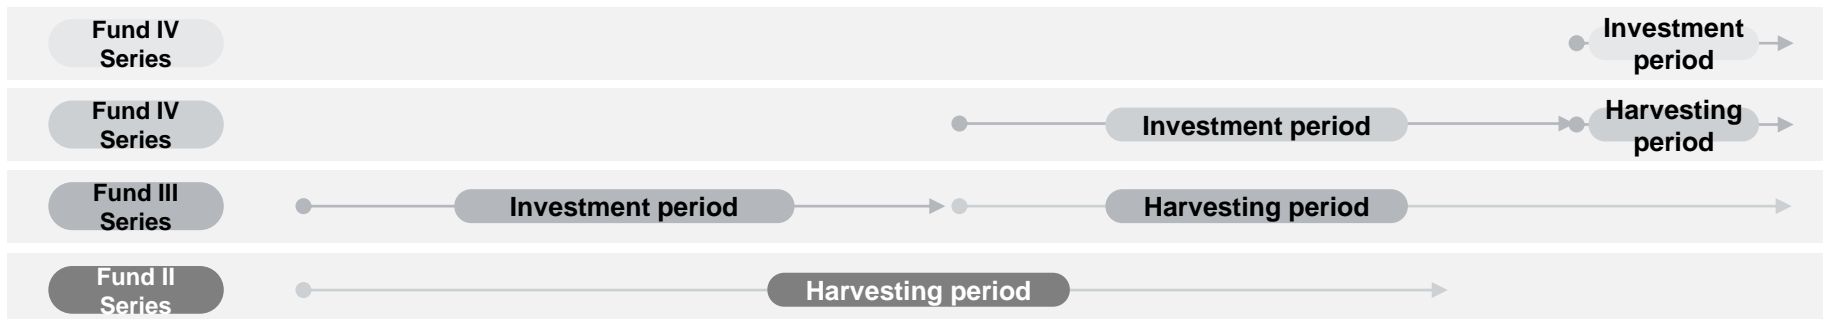 Fund IV
Series
Investment
period
Fund IV
Series
Investment period
Harvesting
period
Fund III
Series
Investment period
Harvesting period
Fund II
Series
Harvesting period